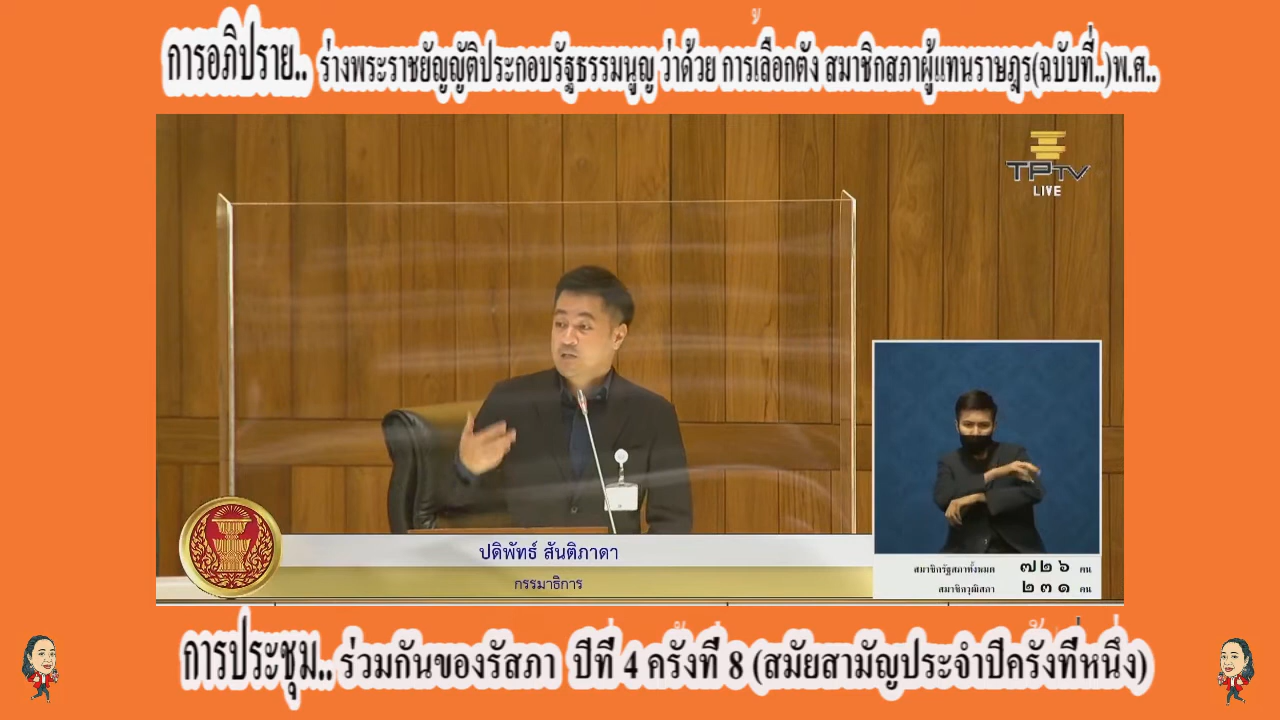 การอภิปราย.. ร่างพระราชบัญญัติประกอบรัฐธรรมนูญ ว่าด้วย การเลือกตั้ง สมาชิกสภาผู้แทนราษฎร(ฉบับที่..)พ.ศ..
TPTV
LIVE
ปดิพัทธ์ สันติภาดา
กรรมาธิการ
สมาชิกรัฐสภาทั้งหมด ๗๒๖ คน
สมาชิกวุฒิสภา ๒๓๑ คน
การประชุม.. ร่วมกันของรัสภา ปีที่ 4 ครั้งที่ 8 (สมัยสามัญประจำปีครั้งที่หนึ่ง)